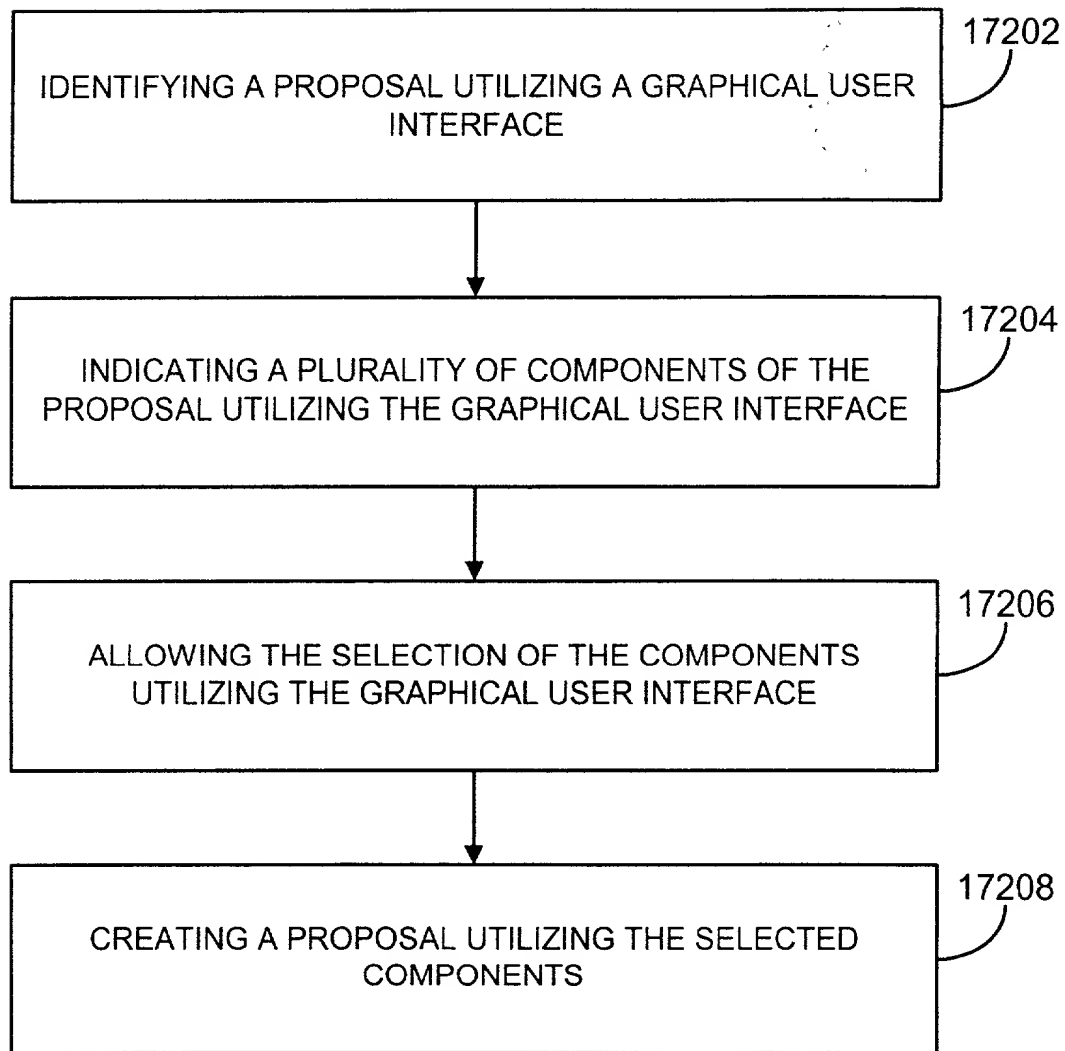 17202
IDENTIFYING A PROPOSAL UTILIZING A GRAPHICAL USER
INTERFACE
17204
INDICATING A PLURALITY OF COMPONENTS OF THE
PROPOSAL UTILIZING THE GRAPHICAL USER INTERFACE
17206
ALLOWING THE SELECTION OF THE COMPONENTS
UTILIZING THE GRAPHICAL USER INTERFACE
17208
CREATING A PROPOSAL UTILIZING THE SELECTED
COMPONENTS